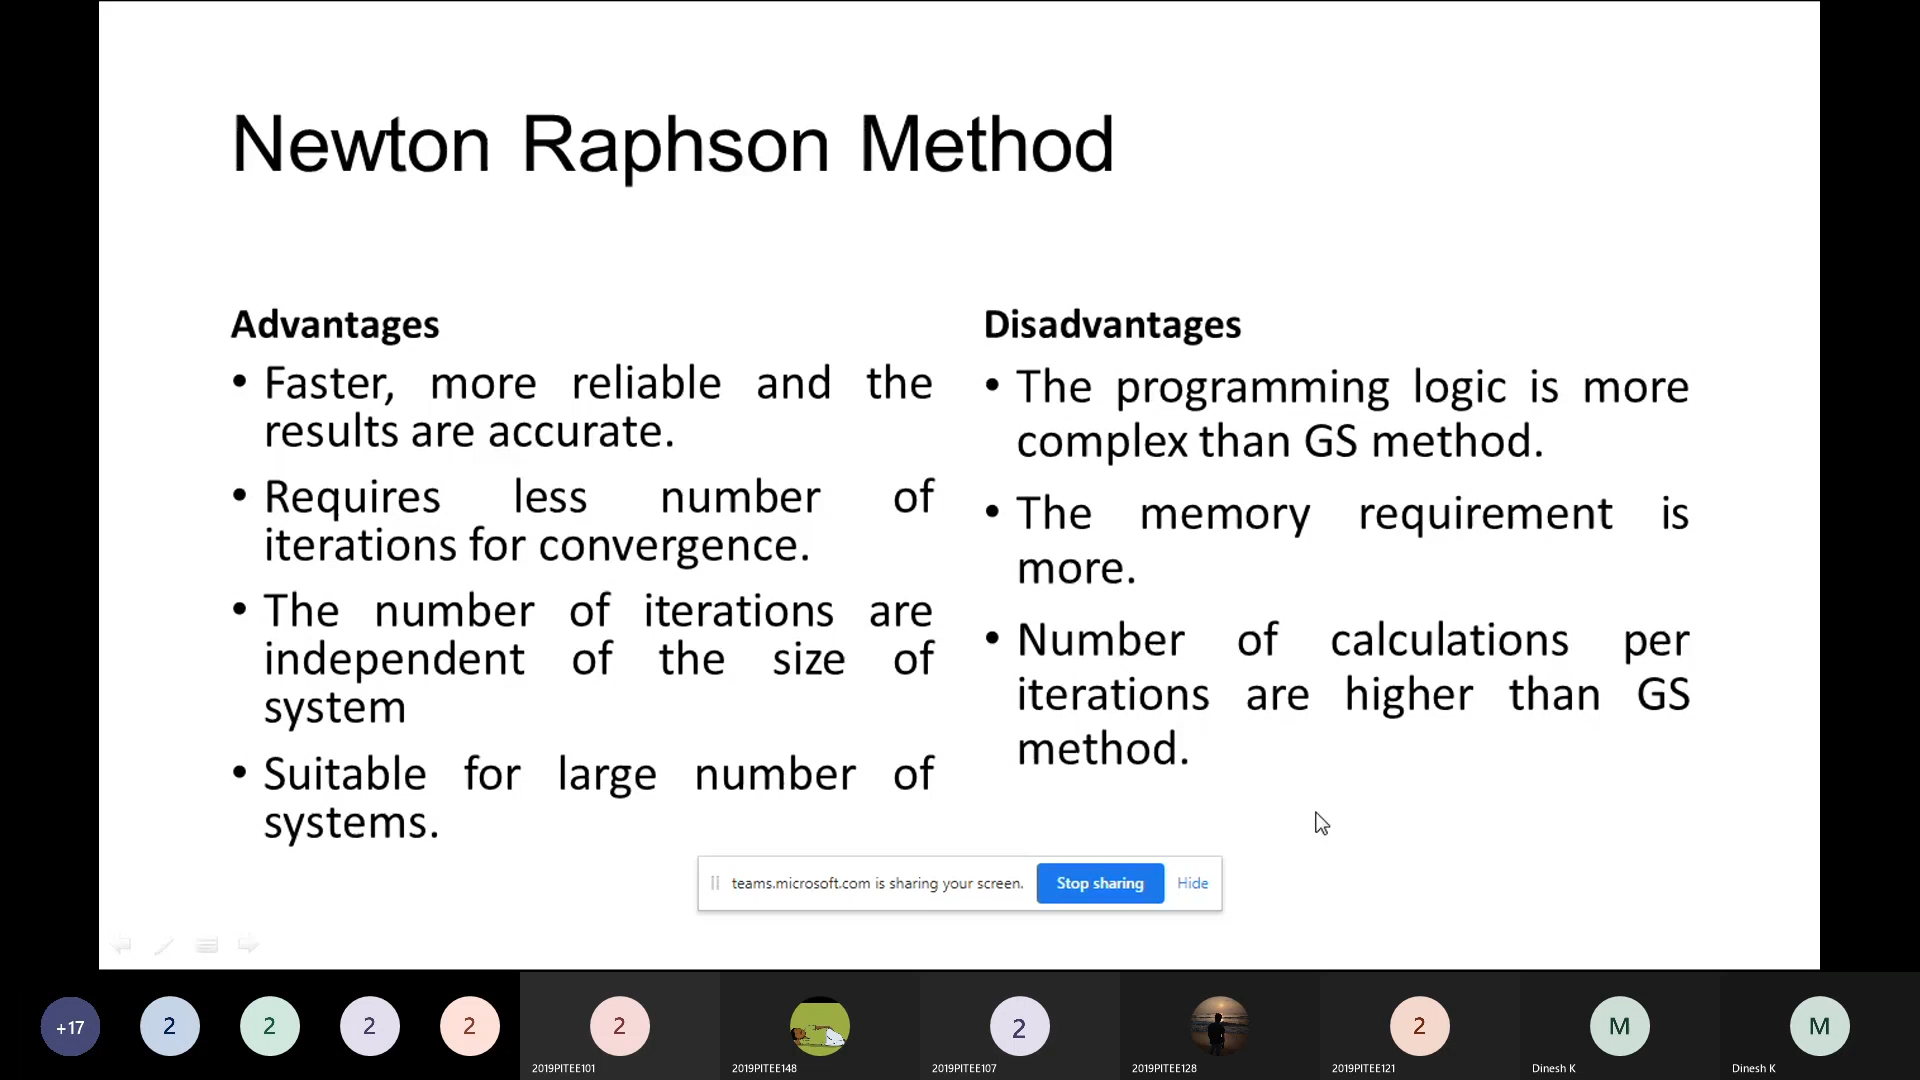 Newton Raphson Method
Advantages
• Faster, more reliable and the
results are accurate.
• Requires less number of
iterations for convergence.
• The number of iterations are
independent of the size of
system
• Suitable for large number of
systems.
Disadvantages
• The programming logic is more
complex than GS method.
• The memory requirement is
more.
• Number of calculations per
iterations are higher than GS
method.
teams.microsoft.com is sharing your screen. Stop sharing Hide
+17 2 2 2 2 2 2 2 M M
2019PITEE101 2019PITEE148 2019PITEE107 2019PITEE128 2019PITEE121 Dinesh K Dinesh K